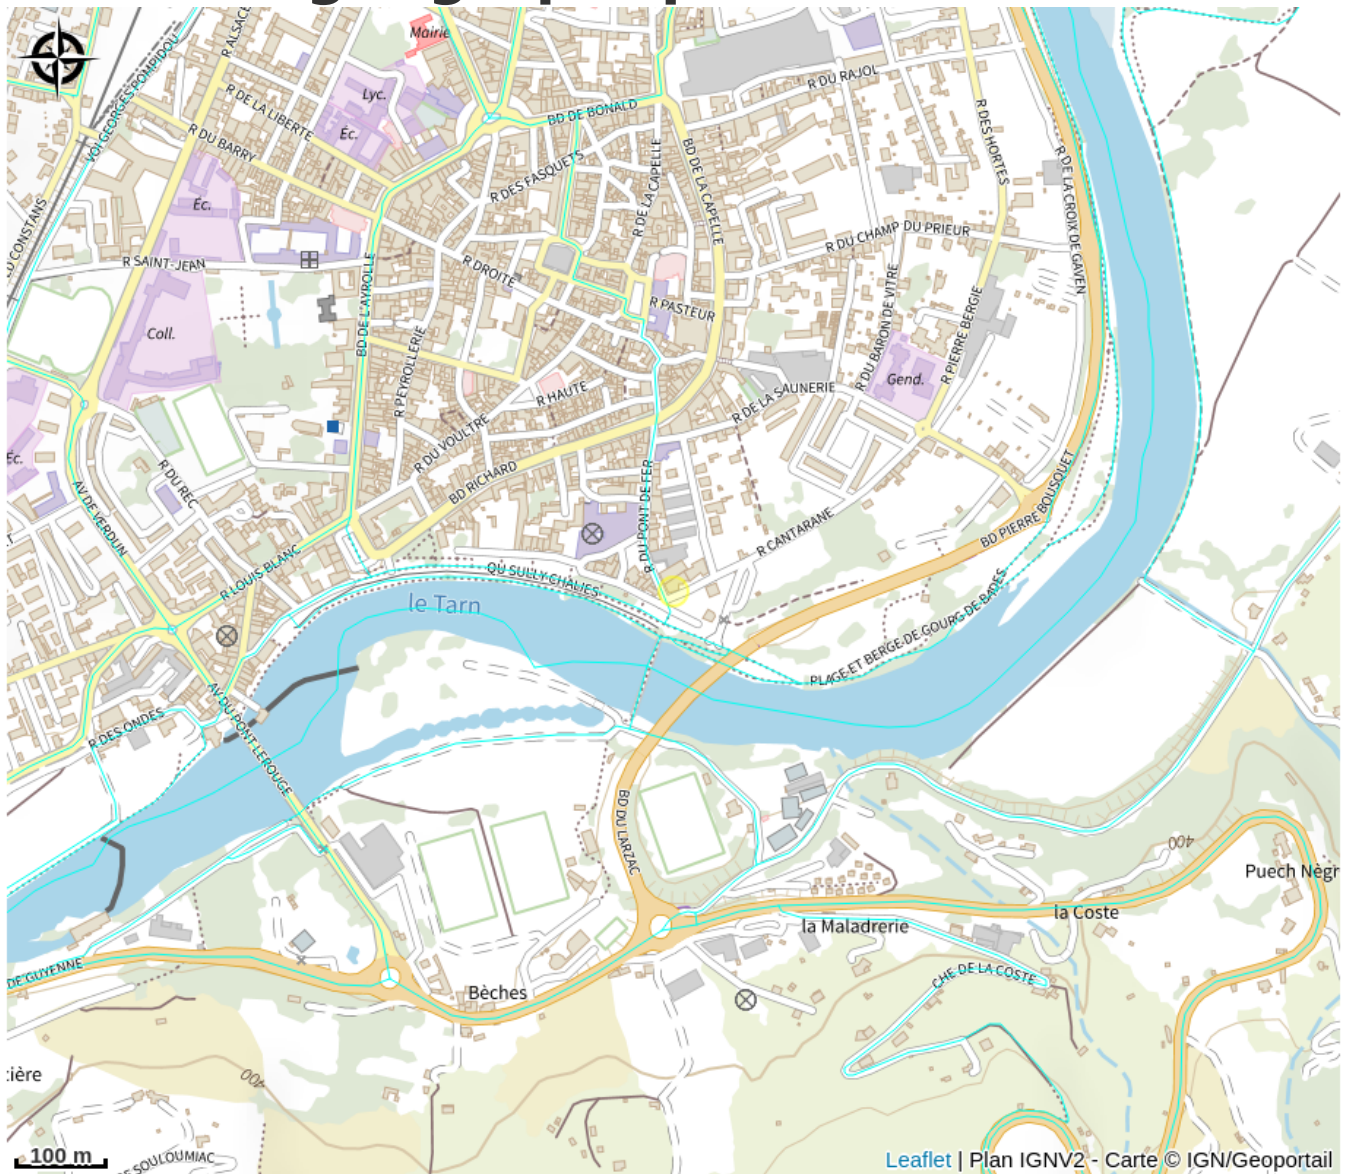 Mairie
R ALSACE
VOI GEORGES POMPIDOU
Lyc.
R DE LA LIBERTE
Éc.
R DU BARRY
BD DE BONALD
R DU RAJOL
R DES HORTES
R DE LA CROIX DE GAVEN
R DES FASQUETS
R DE LA CAPELLE
BD DE LA CAPELLE
Éc.
R SAINT-JEAN
R DROITE
R DU CHAMP DU PRIEUR
BD DE L'AYROLLE
R PASTEUR
R DU BARON DE VITRE
R PIERRE BERGIE
Coll.
R PEYROLLERIE
R HAUTE
R DE LA SAUNERIE
Gend.
R DU VOULTRE
Éc.
R DU REC
BD RICHARD
AV DE VERDUN
R DU PONT DE FER
R CANTARANE
BD PIERRE BOUSQUET
R LOUIS BLANC
QU SULLY-CHALIES
le Tarn
PLAGE ET BERGE-DE-GOURG-DE-BADES
AV DU PONT LEROUGE
R DES ONDES
BD DU LARZAC
400
Puech Nègr
la Coste
la Maladrerie
DE GUYENNE
CHE DE LA COSTE
Bèches
ière
400
100 m
SOULOUMIAC
Leaflet | Plan IGNV2 - Carte © IGN/Geoportail